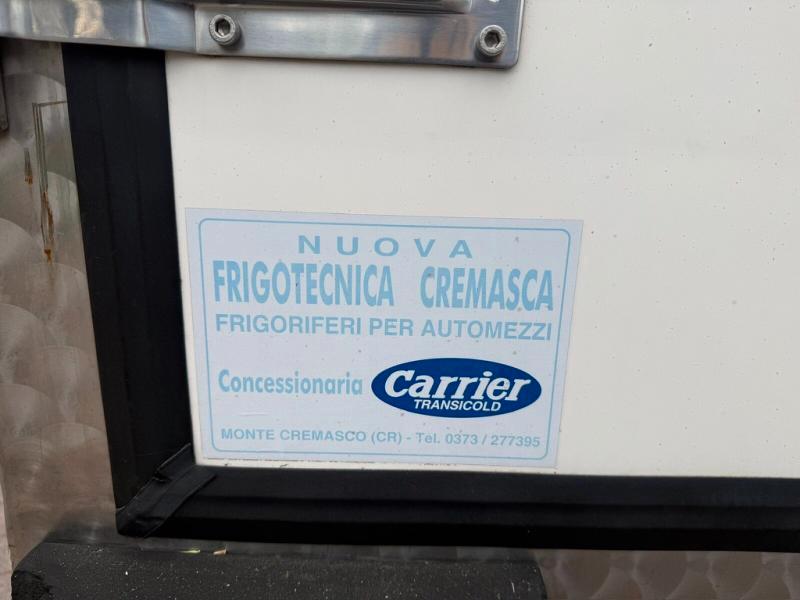 NUOVA
FRIGOTECNICA CREMASCA
FRIGORIFERI PER AUTOMEZZI
Concessionaria Carrier
TRANSICOLD
MONTE CREMASCO (CR) - Tel. 0373 / 277395